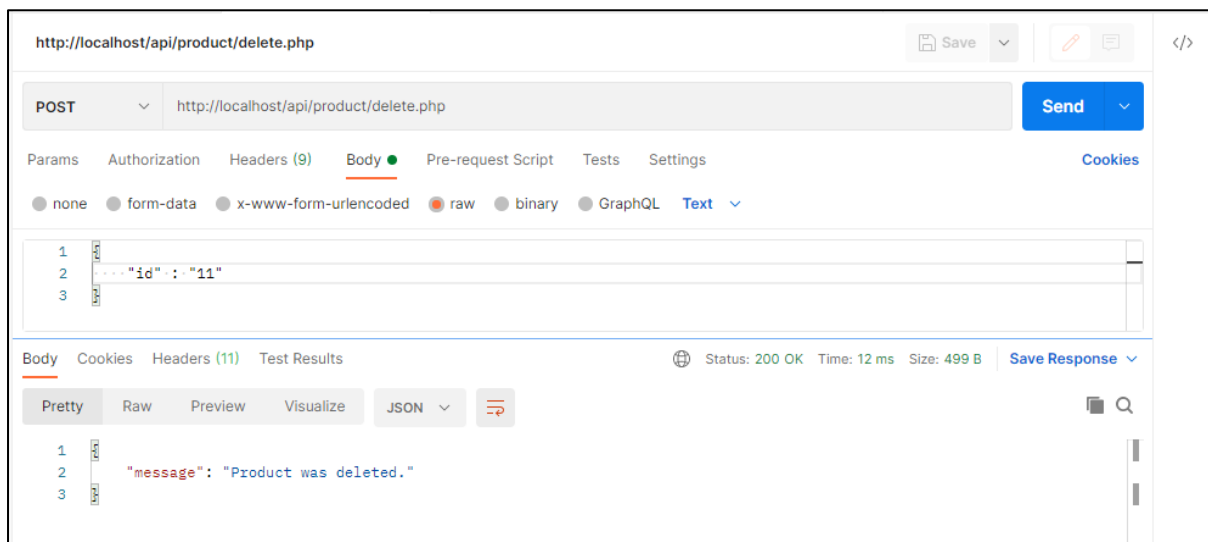 http://localhost/api/product/delete.php Save </>
POST http://localhost/api/product/delete.php Send
Params Authorization Headers (9) Body Pre-request Script Tests Settings Cookies
none form-data x-www-form-urlencoded raw binary GraphQL Text
1 {
2 "id" : "11"
3 }
Body Cookies Headers (11) Test Results Status: 200 OK Time: 12 ms Size: 499 B Save Response
Pretty Raw Preview Visualize JSON
1 {
2 "message": "Product was deleted."
3 }